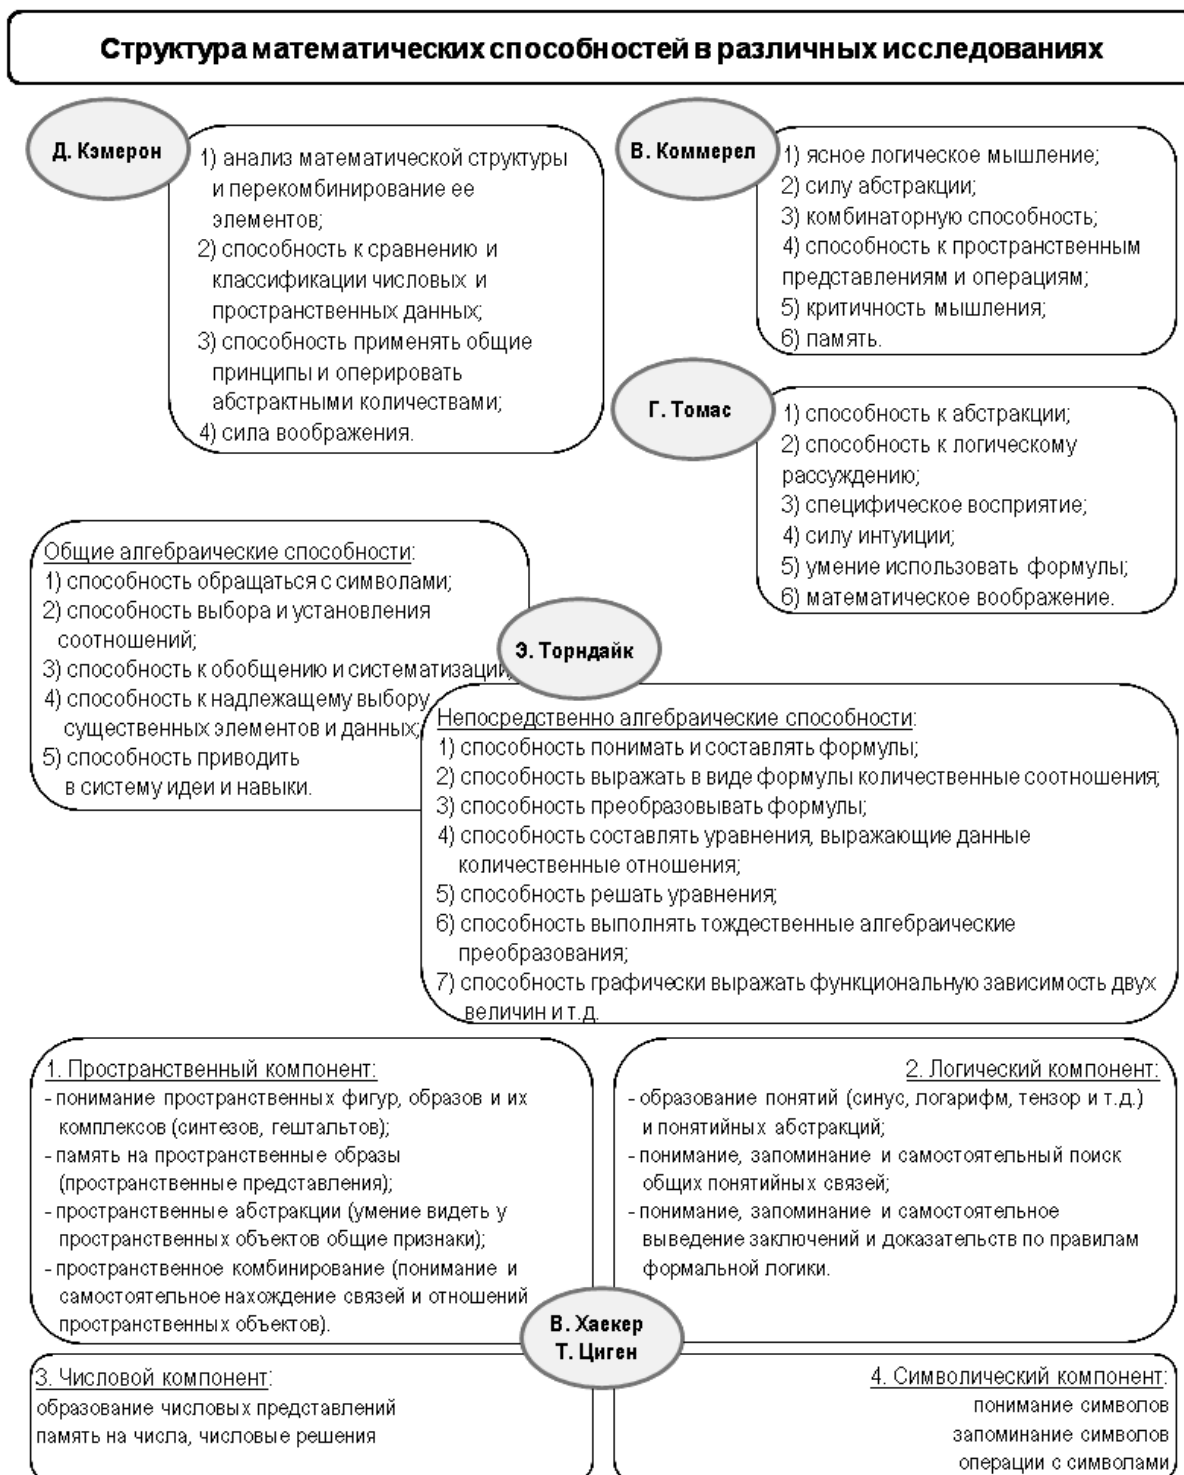 Структура математических способностей в различных исследованиях
Д. Кэмерон
1) анализ математической структуры
и перекомбинирование ее
элементов;
2) способность к сравнению и
классификации числовых и
пространственных данных;
3) способность применять общие
принципы и оперировать
абстрактными количествами;
4) сила воображения.
В. Коммерел
1) ясное логическое мышление;
2) силу абстракции;
3) комбинаторную способность;
4) способность к пространственным
представлениям и операциям;
5) критичность мышления;
6) память.
Г. Томас
1) способность к абстракции;
2) способность к логическому
рассуждению;
3) специфическое восприятие;
4) силу интуиции;
5) умение использовать формулы;
6) математическое воображение.
Э. Торндайк
Общие алгебраические способности:
1) способность обращаться с символами;
2) способность выбора и установления
соотношений;
3) способность к обобщению и систематизации;
4) способность к надлежащему выбору
существенных элементов и данных;
5) способность приводить
в систему идеи и навыки.
Непосредственно алгебраические способности:
1) способность понимать и составлять формулы;
2) способность выражать в виде формулы количественные соотношения;
3) способность преобразовывать формулы;
4) способность составлять уравнения, выражающие данные
количественные отношения;
5) способность решать уравнения;
6) способность выполнять тождественные алгебраические
преобразования;
7) способность графически выражать функциональную зависимость двух
величин и т.д.
В. Хаекер
Т. Циген
1. Пространственный компонент:
- понимание пространственных фигур, образов и их
комплексов (синтезов, гештальтов);
- память на пространственные образы
(пространственные представления);
- пространственные абстракции (умение видеть у
пространственных объектов общие признаки);
- пространственное комбинирование (понимание и
самостоятельное нахождение связей и отношений
пространственных объектов).
2. Логический компонент:
- образование понятий (синус, логарифм, тензор и т.д.)
и понятийных абстракций;
- понимание, запоминание и самостоятельный поиск
общих понятийных связей;
- понимание, запоминание и самостоятельное
выведение заключений и доказательств по правилам
формальной логики.
3. Числовой компонент:
образование числовых представлений
память на числа, числовые решения
4. Символический компонент:
понимание символов
запоминание символов
операции с символами